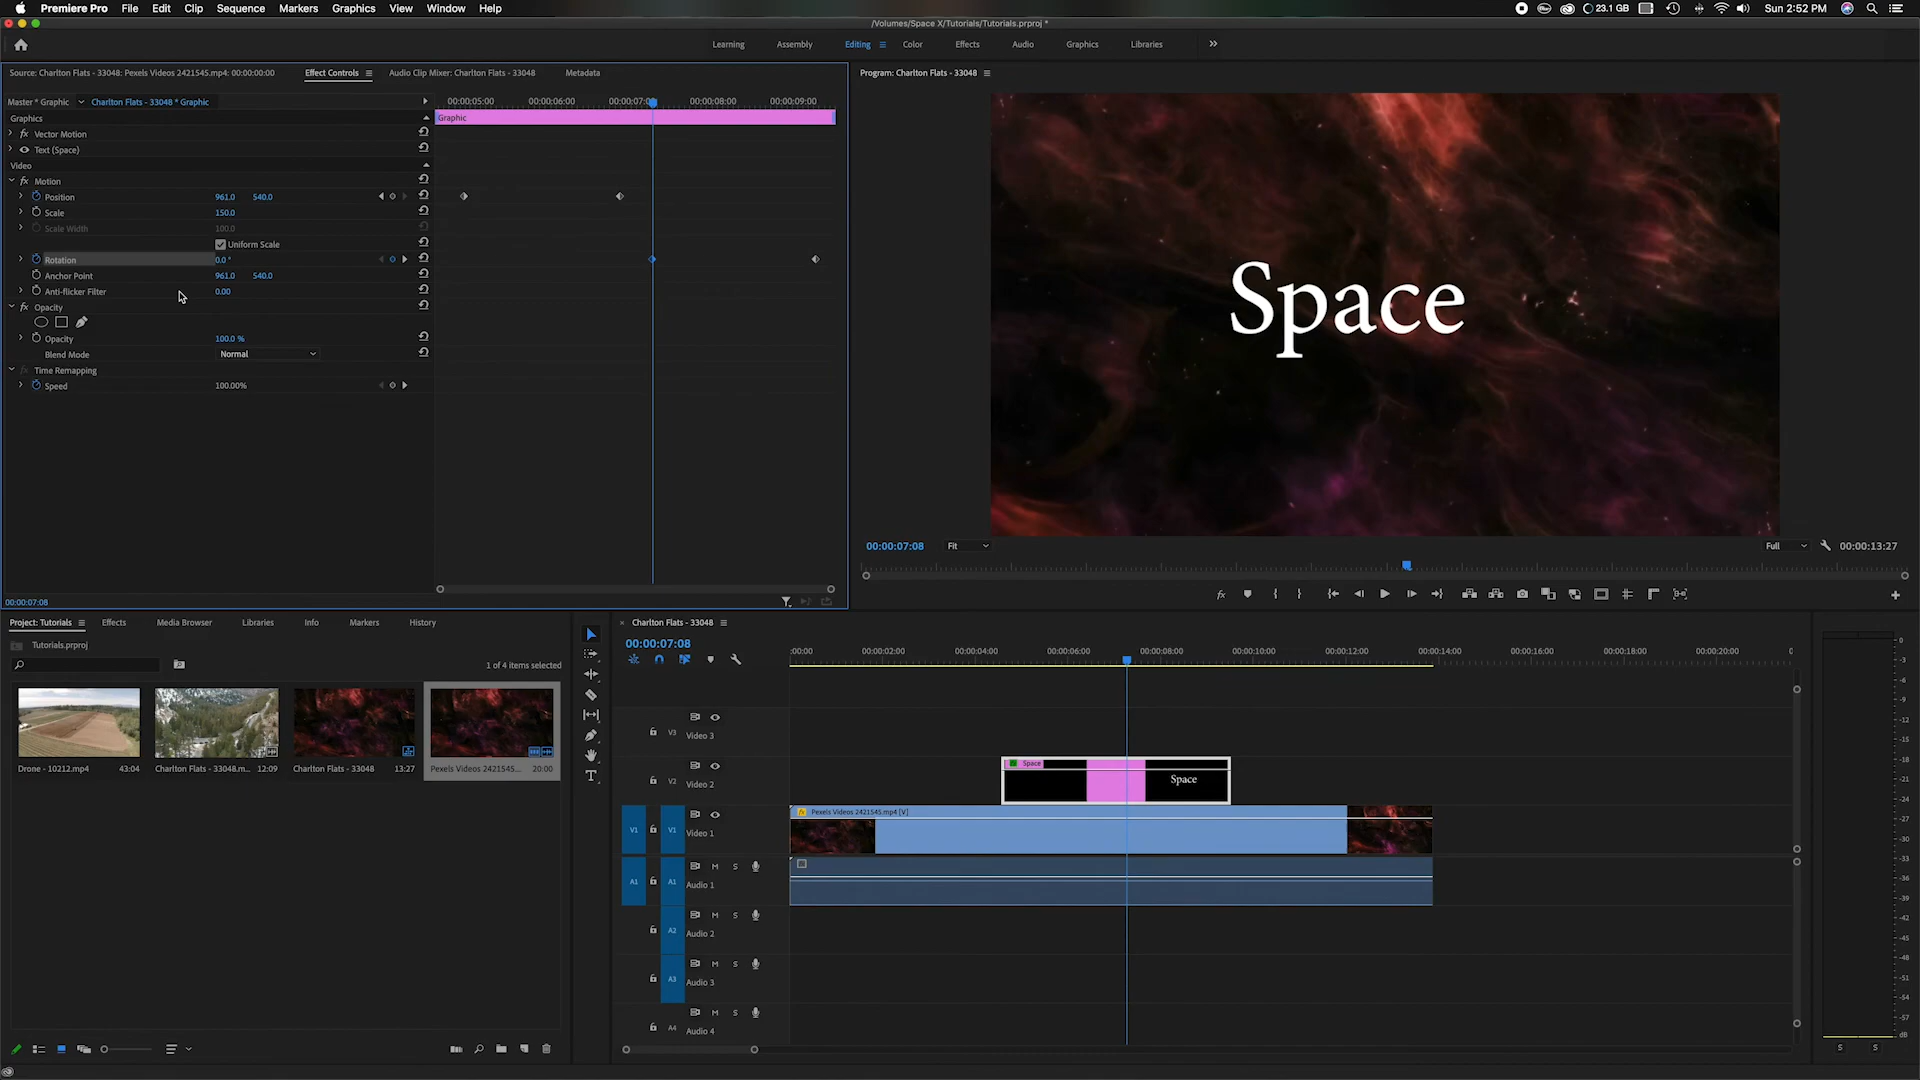 Premiere Pro File Edit Clip Sequence Markers Graphics View Window Help 23.1 GB Sun 2:52 PM
/Volumes/Space X/Tutorials/Tutorials.prproj *
Learning Assembly Editing Color Effects Audio Graphics Libraries
Source: Charlton Flats - 33048: Pexels Videos 2421545.mp4: 00:00:00:00 Effect Controls Audio Clip Mixer: Charlton Flats - 33048 Metadata
Program: Charlton Flats - 33048
Master * Graphic Charlton Flats - 33048 * Graphic
00:00:05:00 00:00:06:00 00:00:07:0 00:00:08:00 00:00:09:00
Graphics
Graphic
fx Vector Motion
Text (Space)
Video
fx Motion
Position 961.0 540.0
Scale 150.0
Scale Width 100.0
Uniform Scale
Rotation 0.0 °
Anchor Point 961.0 540.0
Anti-flicker Filter 0.00
fx Opacity
Opacity 100.0 %
Blend Mode Normal
Time Remapping
Speed 100.00%
00:00:07:08
Space
00:00:07:08 Fit Full 00:00:13:27
fx
Project: Tutorials Effects Media Browser Libraries Info Markers History
Tutorials.prproj
1 of 4 items selected
Drone - 10212.mp4 43:04
Charlton Flats - 33048.m... 12:09
Charlton Flats - 33048 13:27
Pexels Videos 2421545... 20:00
T
Charlton Flats - 33048
00:00:07:08
:00:00 00:00:02:00 00:00:04:00 00:00:06:00 00:00:08:00 00:00:10:00 00:00:12:00 00:00:14:00 00:00:16:00 00:00:18:00 00:00:20:00 0
V3 Video 3
V2 Video 2
Space
Space
V1 V1 Video 1
Pexels Videos 2421545.mp4 [V]
A1 A1 M S Audio 1
A2 M S Audio 2
A3 M S Audio 3
A4 M S Audio 4
0
-3
-6
-9
-12
-15
-18
-21
-24
-27
-30
-33
-36
-39
-42
-45
-48
-51
-54
-57
dB
S S